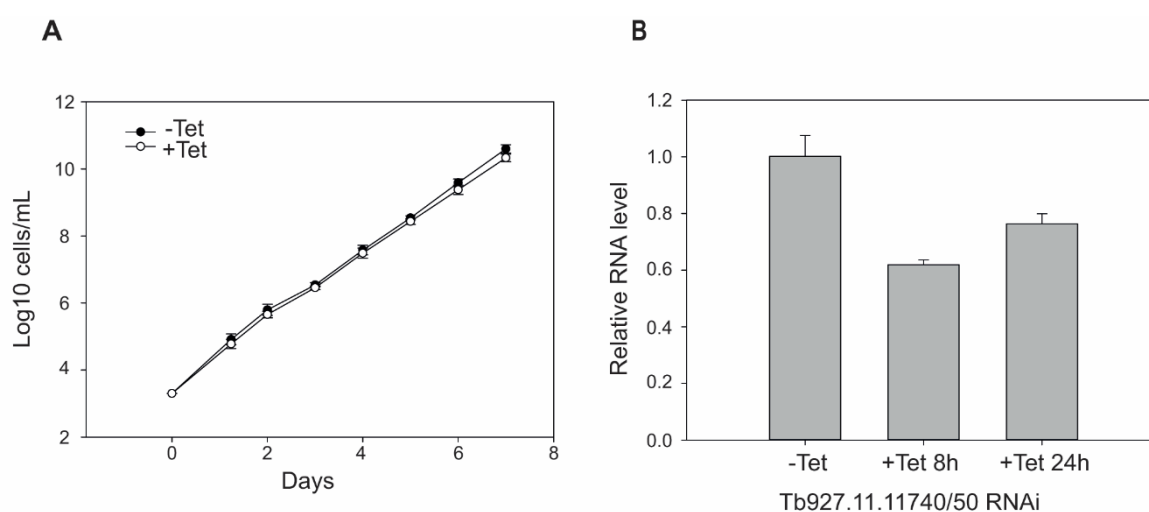 A
12
10
8
6
4
2
Log10 cells/mL
-Tet
+Tet
0 2 4 6 8
Days
B
1.2
1.0
0.8
0.6
0.4
0.2
0.0
Relative RNA level
-Tet +Tet 8h +Tet 24h
Tb927.11.11740/50 RNAi